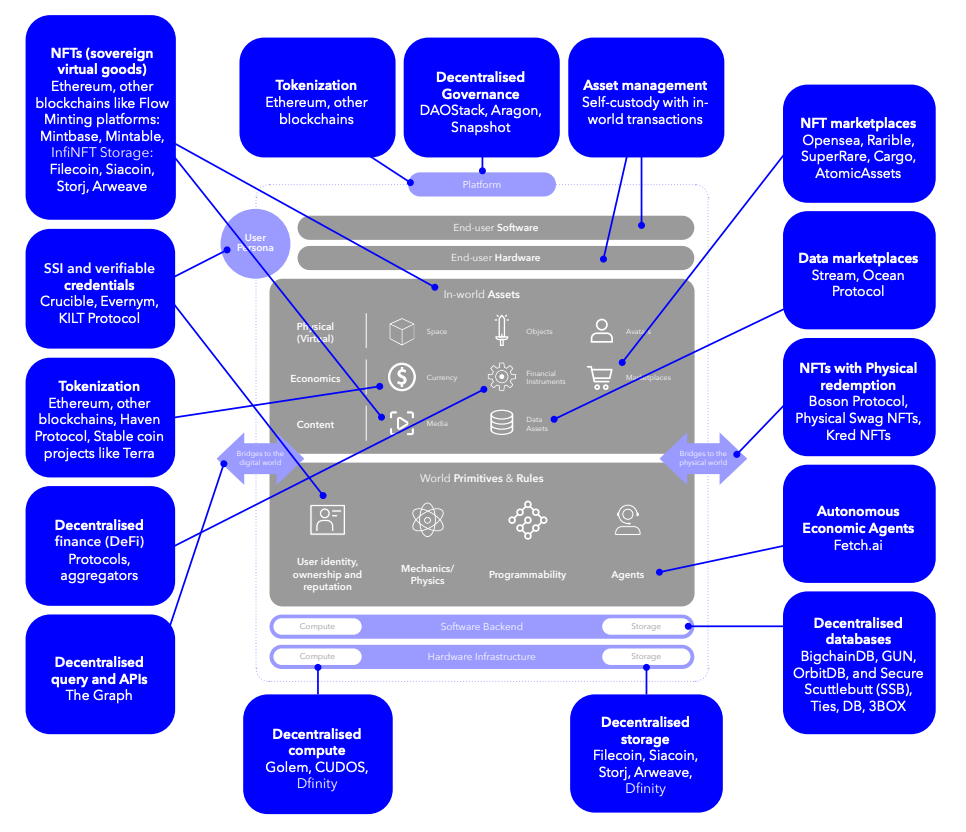 NFTs (sovereign
virtual goods)
Ethereum, other
blockchains like Flow
Minting platforms:
Mintbase, Mintable,
InfiNFT Storage:
Filecoin, Siacoin,
Storj, Arweave
SSI and verifiable
credentials
Crucible, Evernym,
KILT Protocol
Tokenization
Ethereum, other
blockchains, Haven
Protocol, Stable coin
projects like Terra
Decentralised
finance (DeFi)
Protocols,
aggregators
Decentralised
query and APIs
The Graph
Tokenization
Ethereum, other
blockchains
Decentralised
Governance
DAOStack, Aragon,
Snapshot
Asset management
Self-custody with in-
world transactions
Platform
User
Persona
End-user Software
End-user Hardware
In-world Assets
Physical
(Virtual)
Space
Objects
Avatars
Economics
Currency
Financial
Instruments
Marketplaces
Content
Media
Data
Assets
Bridges to the
digital world
Bridges to the
physical world
World Primitives & Rules
User identity,
ownership and
reputation
Mechanics/
Physics
Programmability
Agents
Compute
Software Backend
Storage
Compute
Hardware Infrastructure
Storage
Decentralised
compute
Golem, CUDOS,
Dfinity
Decentralised
storage
Filecoin, Siacoin,
Storj, Arweave,
Dfinity
NFT marketplaces
Opensea, Rarible,
SuperRare, Cargo,
AtomicAssets
Data marketplaces
Stream, Ocean
Protocol
NFTs with Physical
redemption
Boson Protocol,
Physical Swag NFTs,
Kred NFTs
Autonomous
Economic Agents
Fetch.ai
Decentralised
databases
BigchainDB, GUN,
OrbitDB, and Secure
Scuttlebutt (SSB),
Ties, DB, 3BOX